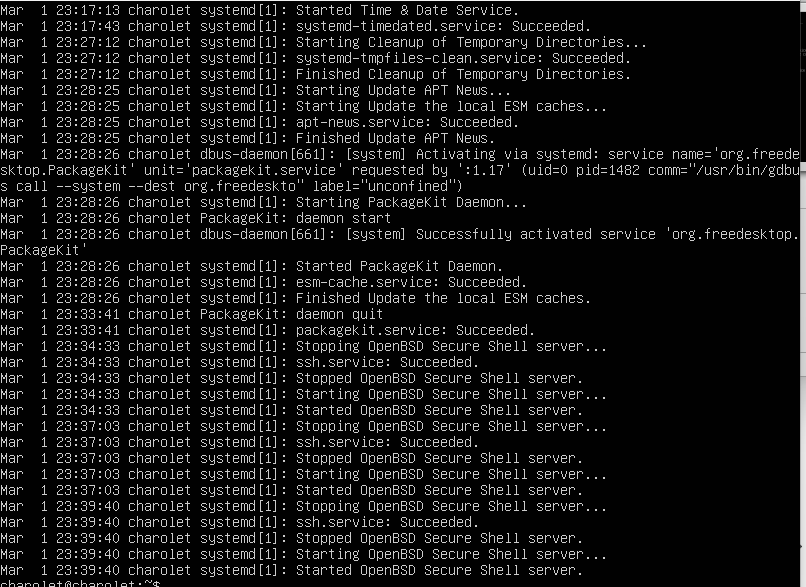 Mar  1 23:17:13 charolet systemd[1]: Started Time & Date Service.
Mar  1 23:17:43 charolet systemd[1]: systemd-timedated.service: Succeeded.
Mar  1 23:27:12 charolet systemd[1]: Starting Cleanup of Temporary Directories...
Mar  1 23:27:12 charolet systemd[1]: systemd-tmpfiles-clean.service: Succeeded.
Mar  1 23:27:12 charolet systemd[1]: Finished Cleanup of Temporary Directories.
Mar  1 23:28:25 charolet systemd[1]: Starting Update APT News...
Mar  1 23:28:25 charolet systemd[1]: Starting Update the local ESM caches...
Mar  1 23:28:25 charolet systemd[1]: apt-news.service: Succeeded.
Mar  1 23:28:25 charolet systemd[1]: Finished Update APT News.
Mar  1 23:28:26 charolet dbus-daemon[661]: [system] Activating via systemd: service name='org.freede
sktop.PackageKit' unit='packagekit.service' requested by ':1.17' (uid=0 pid=1482 comm="/usr/bin/gdbu
s call --system --dest org.freedeskto" label="unconfined")
Mar  1 23:28:26 charolet systemd[1]: Starting PackageKit Daemon...
Mar  1 23:28:26 charolet PackageKit: daemon start
Mar  1 23:28:26 charolet dbus-daemon[661]: [system] Successfully activated service 'org.freedesktop.
PackageKit'
Mar  1 23:28:26 charolet systemd[1]: Started PackageKit Daemon.
Mar  1 23:28:26 charolet systemd[1]: esm-cache.service: Succeeded.
Mar  1 23:28:26 charolet systemd[1]: Finished Update the local ESM caches.
Mar  1 23:33:41 charolet PackageKit: daemon quit
Mar  1 23:33:41 charolet systemd[1]: packagekit.service: Succeeded.
Mar  1 23:34:33 charolet systemd[1]: Stopping OpenBSD Secure Shell server...
Mar  1 23:34:33 charolet systemd[1]: ssh.service: Succeeded.
Mar  1 23:34:33 charolet systemd[1]: Stopped OpenBSD Secure Shell server.
Mar  1 23:34:33 charolet systemd[1]: Starting OpenBSD Secure Shell server...
Mar  1 23:34:33 charolet systemd[1]: Started OpenBSD Secure Shell server.
Mar  1 23:37:03 charolet systemd[1]: Stopping OpenBSD Secure Shell server...
Mar  1 23:37:03 charolet systemd[1]: ssh.service: Succeeded.
Mar  1 23:37:03 charolet systemd[1]: Stopped OpenBSD Secure Shell server.
Mar  1 23:37:03 charolet systemd[1]: Starting OpenBSD Secure Shell server...
Mar  1 23:37:03 charolet systemd[1]: Started OpenBSD Secure Shell server.
Mar  1 23:39:40 charolet systemd[1]: Stopping OpenBSD Secure Shell server...
Mar  1 23:39:40 charolet systemd[1]: ssh.service: Succeeded.
Mar  1 23:39:40 charolet systemd[1]: Stopped OpenBSD Secure Shell server.
Mar  1 23:39:40 charolet systemd[1]: Starting OpenBSD Secure Shell server...
Mar  1 23:39:40 charolet systemd[1]: Started OpenBSD Secure Shell server.
charolet@charolet:~$